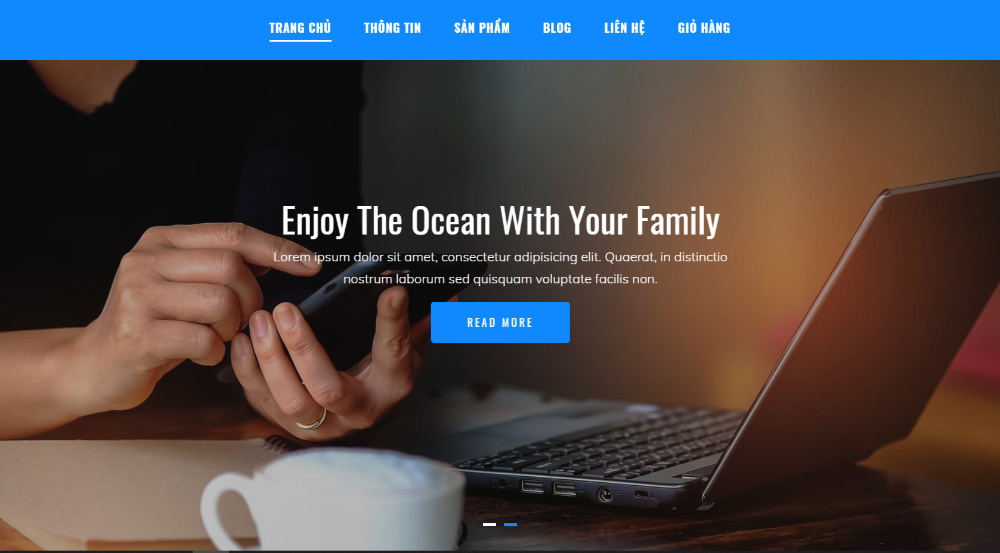 TRANG CHỦ THÔNG TIN SẢN PHẨM BLOG LIÊN HỆ GIỎ HÀNG
Enjoy The Ocean With Your Family
Lorem ipsum dolor sit amet, consectetur adipisicing elit. Quaerat, in distinctio
nostrum laborum sed quisquam voluptate facilis non.
READ MORE